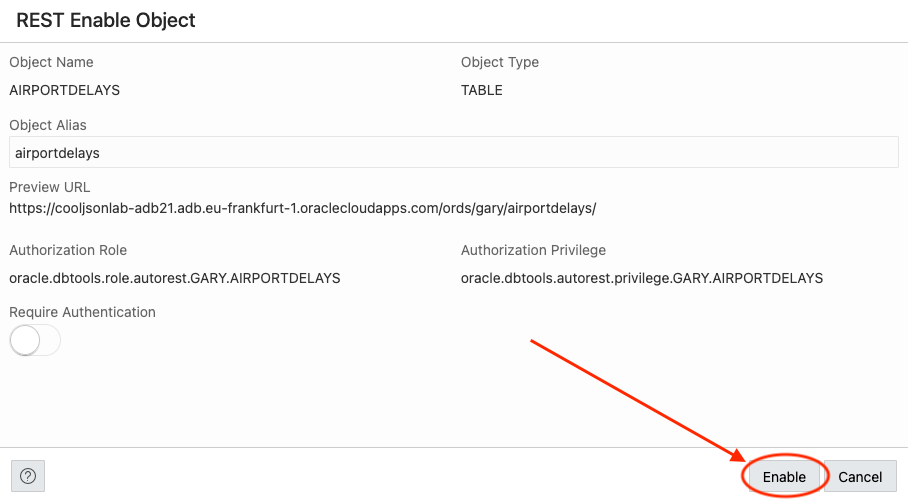 REST Enable Object
Object Name
Object Type
AIRPORTDELAYS
TABLE
Object Alias
airportdelays
Preview URL
https://cooljsonlab-adb21.adb.eu-frankfurt-1.oraclecloudapps.com/ords/gary/airportdelays/
Authorization Role
Authorization Privilege
oracle.dbtools.role.autorest.GARY.AIRPORTDELAYS
oracle.dbtools.autorest.privilege.GARY.AIRPORTDELAYS
Require Authentication
?
Enable
Cancel